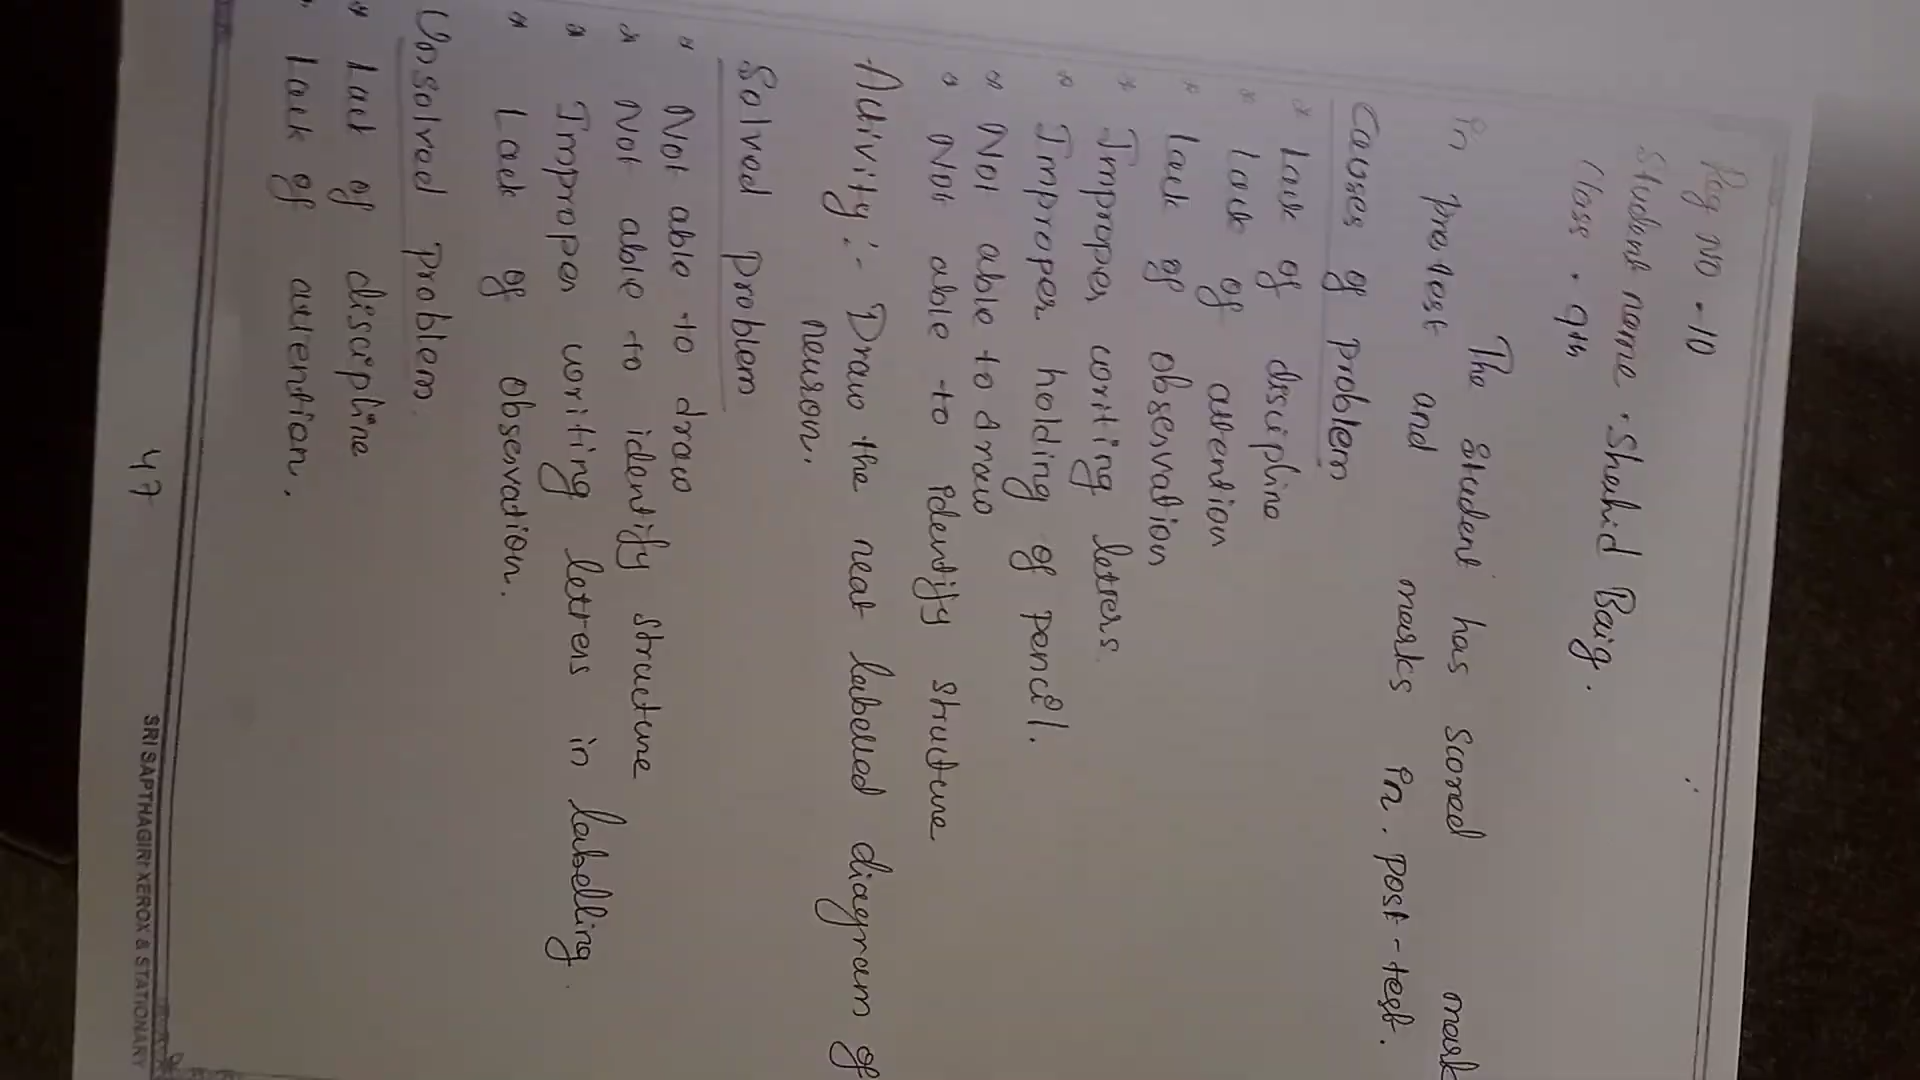 Reg No - 10
Student name . Shahid Baig.
Class . 9th
The student has scored mark
in pretest and marks in. post-test.
Causes of problem
* Lack of discipline
* Lack of attention
* Lack of observation
* Improper writing letters.
* Improper holding of pencil.
* Not able to draw
* Not able to identify structure
Activity :- Draw the neat labelled diagram of
neuron.
Solved problem
* Not able to draw
* Not able to identify structure
* Improper writing letters in labelling.
* Lack of observation.
Unsolved problem.
* Lack of discipline
* Lack of attention.
47
SRI SAPTHAGIRI XEROX & STATIONARY